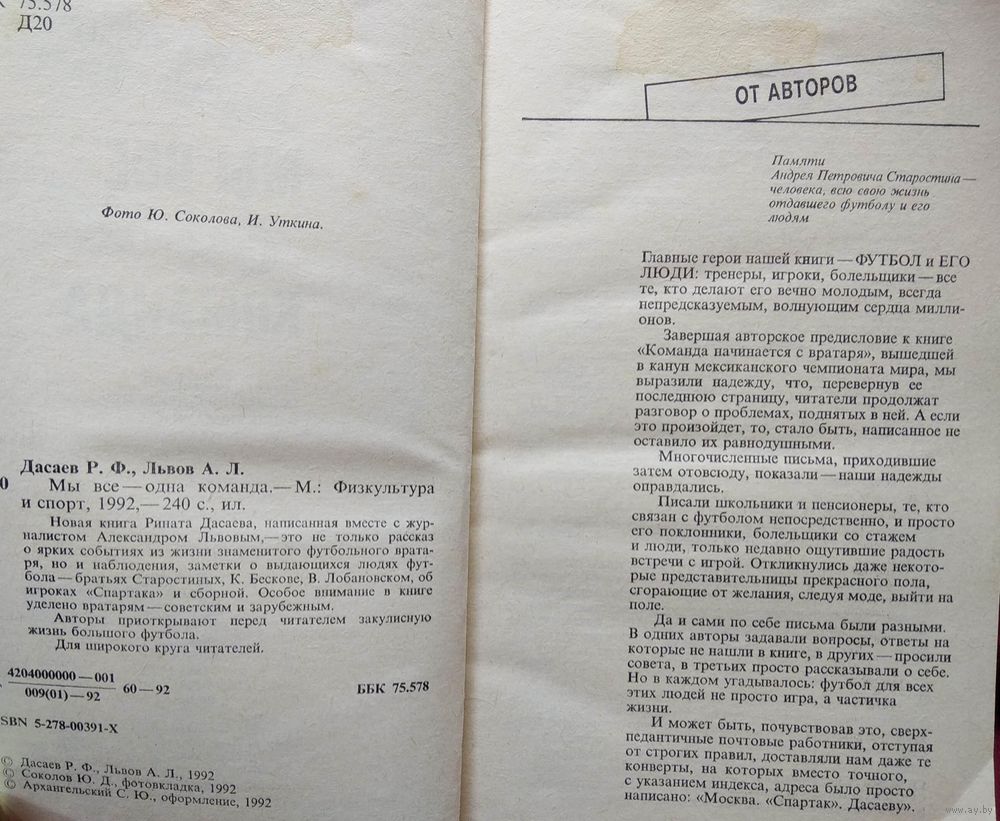 75.578
Д20
Фото Ю. Соколова, И. Уткина.
Дасаев Р. Ф., Львов А. Л.
Мы все — одна команда.— М.: Физкультура
и спорт, 1992,— 240 с., ил.
Новая книга Рината Дасаева, написанная вместе с жур-
налистом Александром Львовым,— это не только рассказ
о ярких событиях из жизни знаменитого футбольного врата-
ря, но и наблюдения, заметки о выдающихся людях фут-
бола — братьях Старостиных, К. Бескове, В. Лобановском, об
игроках «Спартака» и сборной. Особое внимание в книге
уделено вратарям — советским и зарубежным.
Авторы приоткрывают перед читателем закулисную
жизнь большого футбола.
Для широкого круга читателей.
4204000000—001
009(01)—92
60—92
ББК 75.578
ISBN 5-278-00391-X
© Дасаев Р. Ф., Львов А. Л., 1992
© Соколов Ю. Д., фотовкладка, 1992
© Архангельский С. Ю., оформление, 1992
ОТ АВТОРОВ
Памяти
Андрея Петровича Старостина —
человека, всю свою жизнь
отдавшего футболу и его
людям
Главные герои нашей книги — ФУТБОЛ и ЕГО
ЛЮДИ: тренеры, игроки, болельщики — все
те, кто делают его вечно молодым, всегда
непредсказуемым, волнующим сердца милли-
онов.
Завершая авторское предисловие к книге
«Команда начинается с вратаря», вышедшей
в канун мексиканского чемпионата мира, мы
выразили надежду, что, перевернув ее
последнюю страницу, читатели продолжат
разговор о проблемах, поднятых в ней. А если
это произойдет, то, стало быть, написанное не
оставило их равнодушными.
Многочисленные письма, приходившие
затем отовсюду, показали — наши надежды
оправдались.
Писали школьники и пенсионеры, те, кто
связан с футболом непосредственно, и просто
его поклонники, болельщики со стажем
и люди, только недавно ощутившие радость
встречи с игрой. Откликнулись даже некото-
рые представительницы прекрасного пола,
сгорающие от желания, следуя моде, выйти на
поле.
Да и сами по себе письма были разными.
В одних авторы задавали вопросы, ответы на
которые не нашли в книге, в других — просили
совета, в третьих просто рассказывали о себе.
Но в каждом угадывалось: футбол для всех
этих людей не просто игра, а частичка
жизни.
И может быть, почувствовав это, сверх-
педантичные почтовые работники, отступая
от строгих правил, доставляли нам даже те
конверты, на которых вместо точного,
с указанием индекса, адреса было просто
написано: «Москва. «Спартак». Дасаеву».
www.ay.by